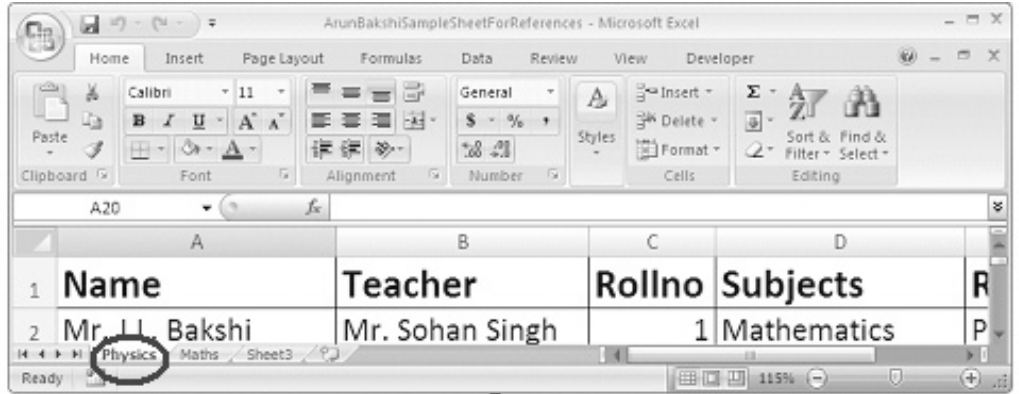 ArunBakshiSampleSheetForReferences - Microsoft Excel
Home Insert Page Layout Formulas Data Review View Developer
Calibri 11 General Insert Σ
Paste B I U A A $ % , Styles Delete Sort & Filter Find & Select
A Format
Clipboard Font Alignment Number Cells Editing
A20 fx
A B C D
1 Name Teacher Rollno Subjects R
2 Mr. Bakshi Mr. Sohan Singh 1 Mathematics P
Physics Maths Sheet3
Ready 115%